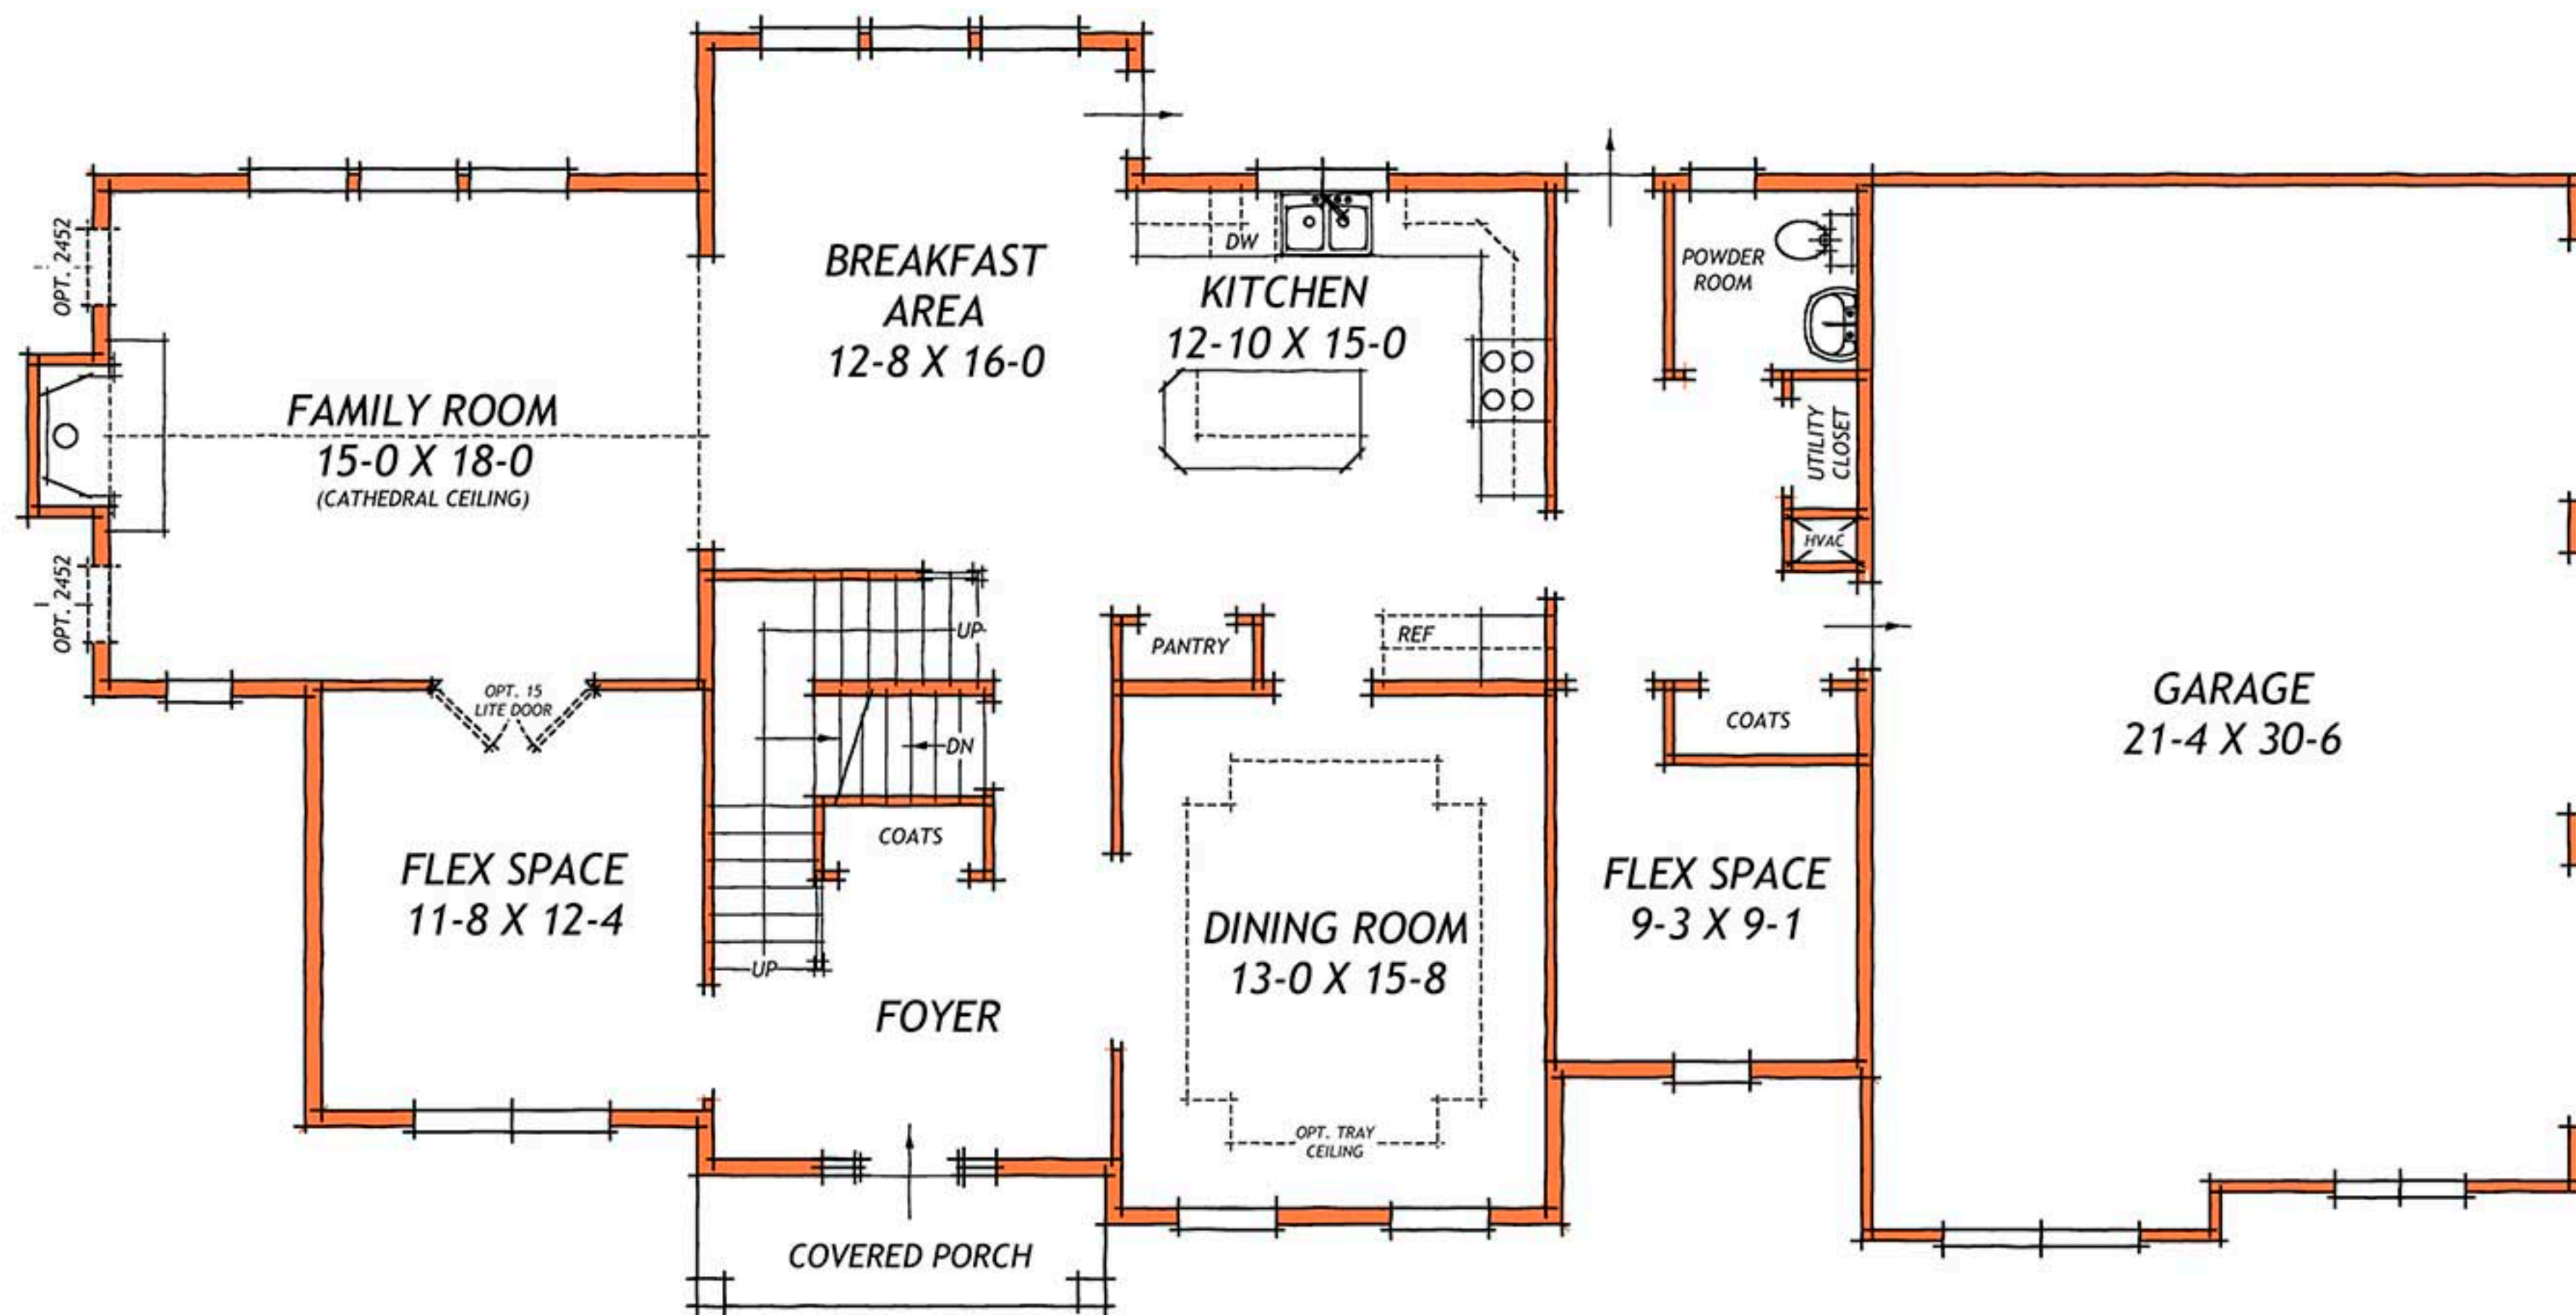 OPT. 2452
BREAKFAST
AREA
12-8 X 16-0
DW
KITCHEN
12-10 X 15-0
POWDER
ROOM
UTILITY
CLOSET
HVAC
FAMILY ROOM
15-0 X 18-0
(CATHEDRAL CEILING)
OPT. 2452
UP
PANTRY
REF
OPT. 15
LITE DOOR
DN
COATS
COATS
GARAGE
21-4 X 30-6
FLEX SPACE
11-8 X 12-4
UP
FOYER
DINING ROOM
13-0 X 15-8
FLEX SPACE
9-3 X 9-1
OPT. TRAY
CEILING
COVERED PORCH